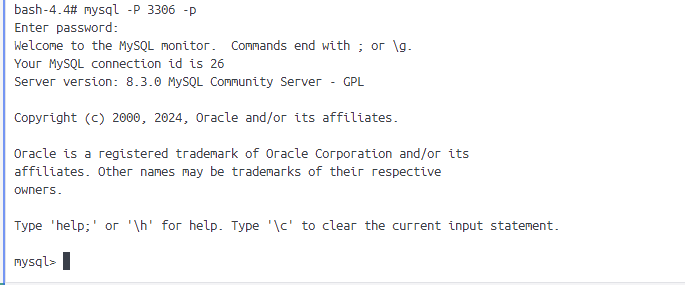 bash-4.4# mysql -P 3306 -p
Enter password:
Welcome to the MySQL monitor.  Commands end with ; or \g.
Your MySQL connection id is 26
Server version: 8.3.0 MySQL Community Server - GPL
Copyright (c) 2000, 2024, Oracle and/or its affiliates.
Oracle is a registered trademark of Oracle Corporation and/or its
affiliates. Other names may be trademarks of their respective
owners.
Type 'help;' or '\h' for help. Type '\c' to clear the current input statement.
mysql>